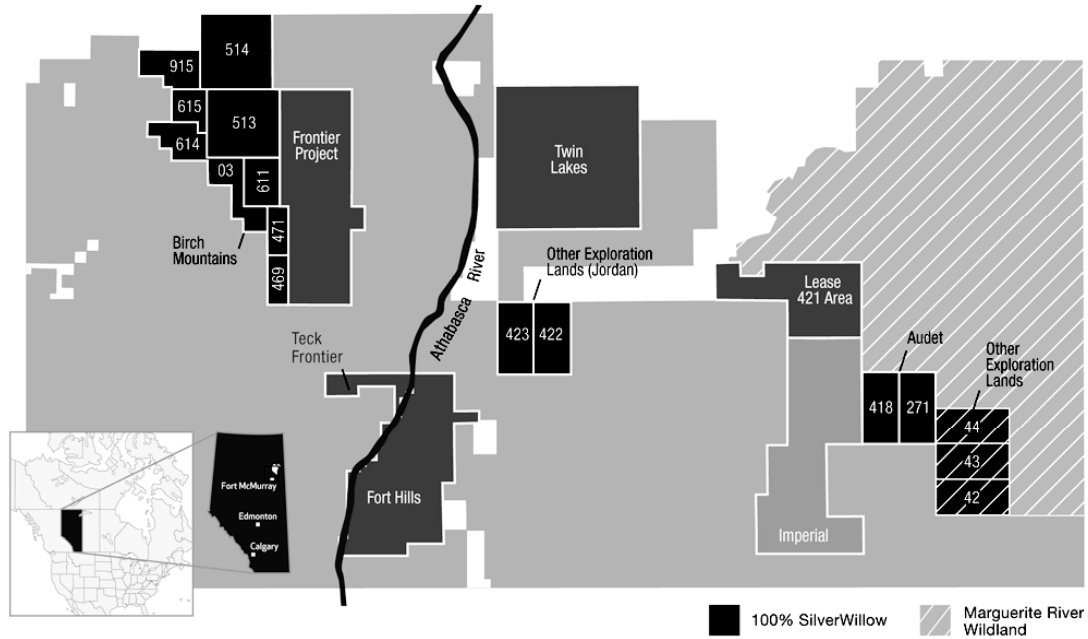 514
915
615
513
614
Frontier
Project
03
611
Birch
Mountains
471
469
Twin
Lakes
Athabasca River
Other Exploration
Lands (Jordan)
423
422
Lease
421 Area
Teck
Frontier
Audet
Other
Exploration
Lands
418
271
44
43
42
Fort Hills
Imperial
Fort McMurray
Edmonton
Calgary
100% SilverWillow
Marguerite River
Wildland